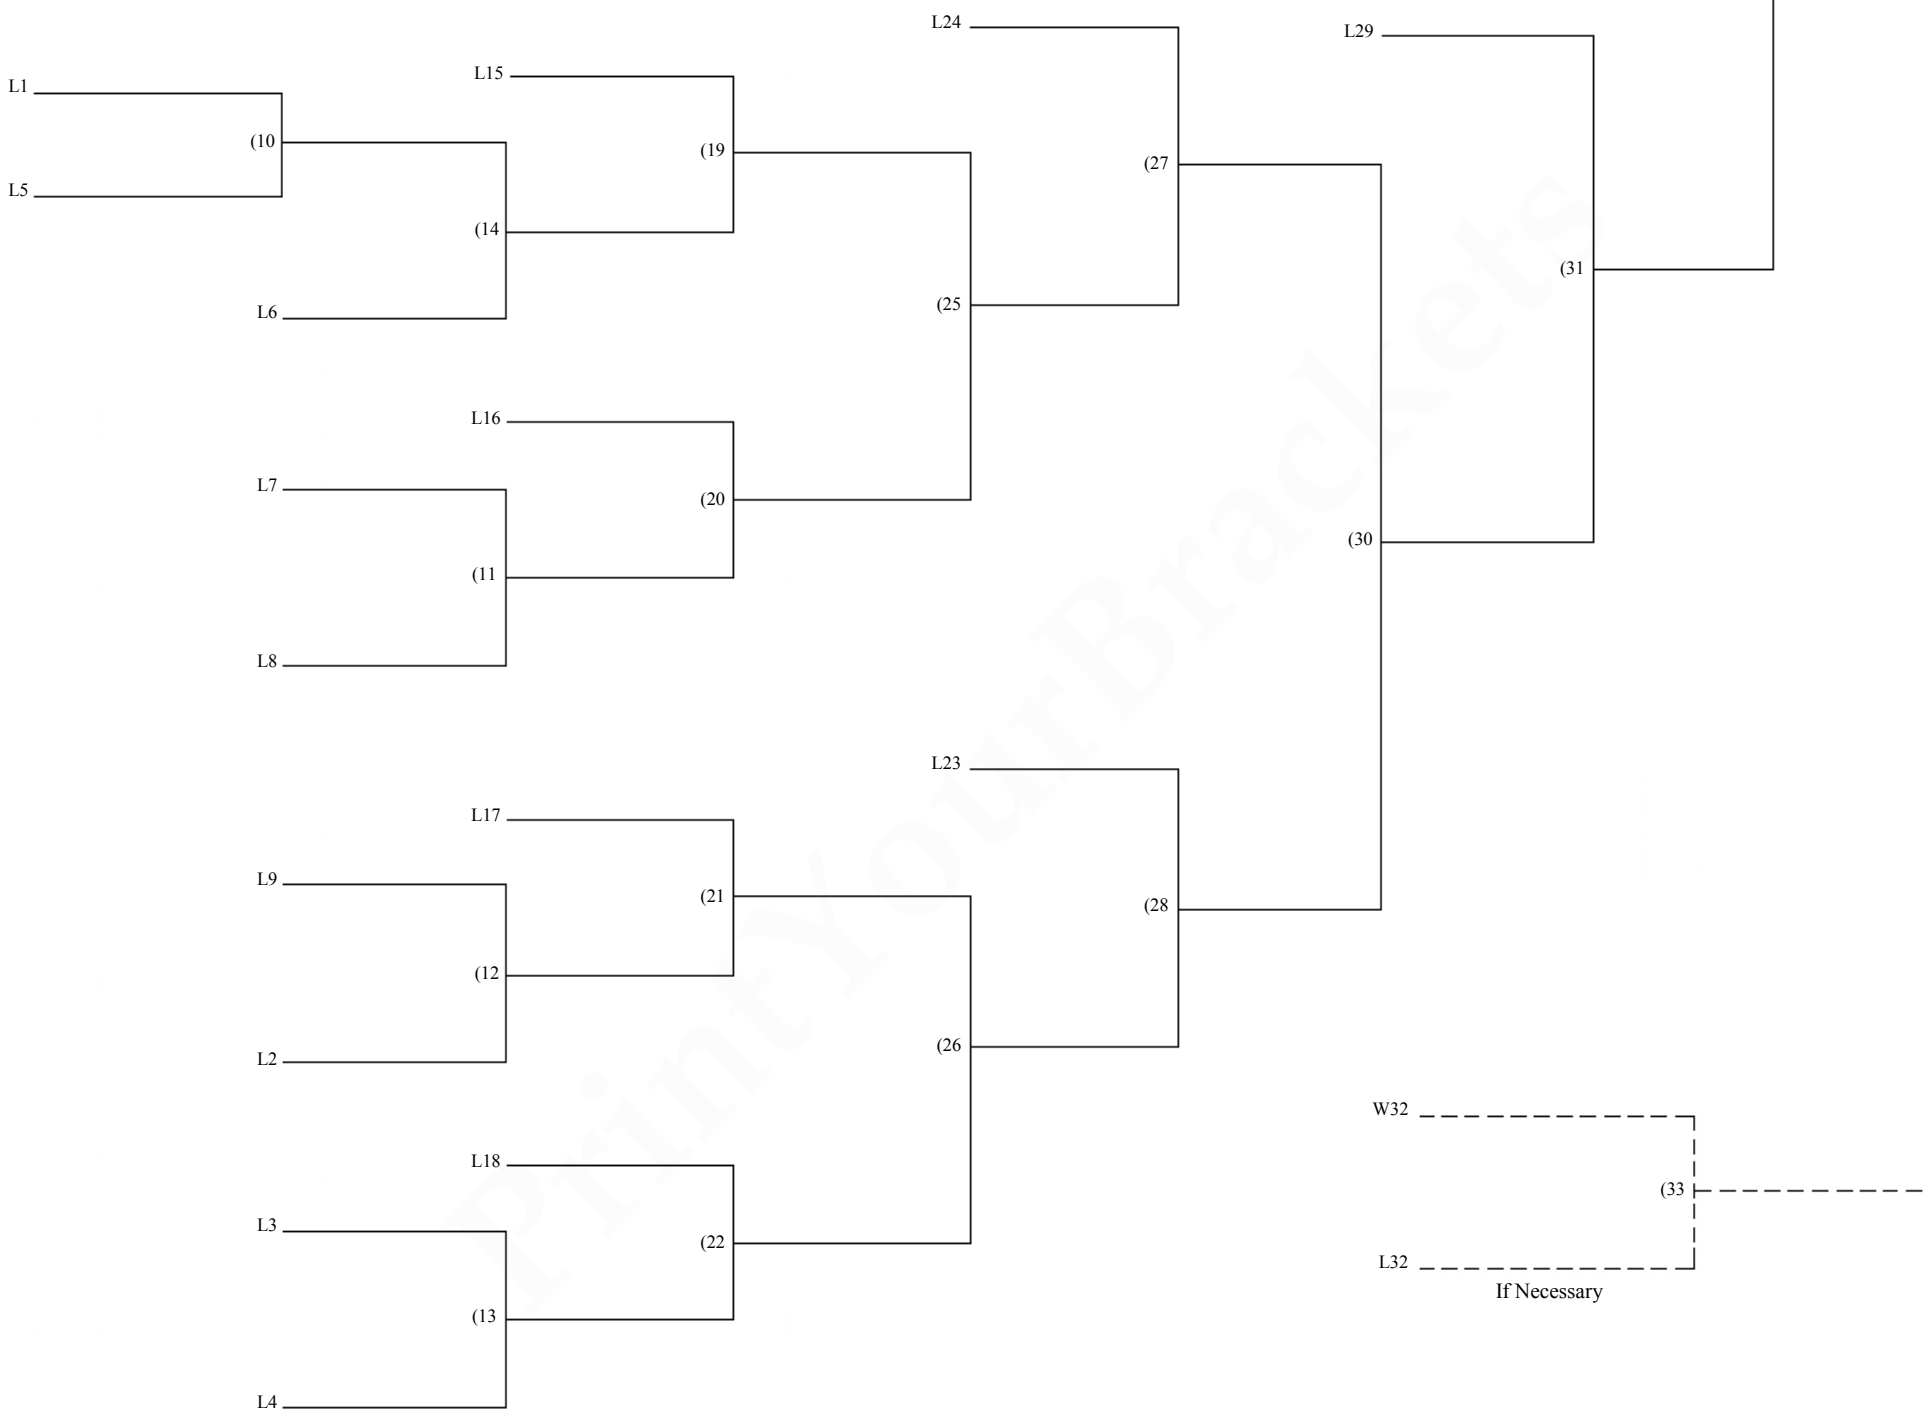 L24
L29
L15
L1
(10
(19
(27
L5
(14
(31
(25
L6
L16
L7
(20
(30
(11
L8
L23
L17
L9
(21
(28
(12
(26
L2
W32
L18
(33
L3
(22
L32
If Necessary
(13
L4
PrintYourBrackets